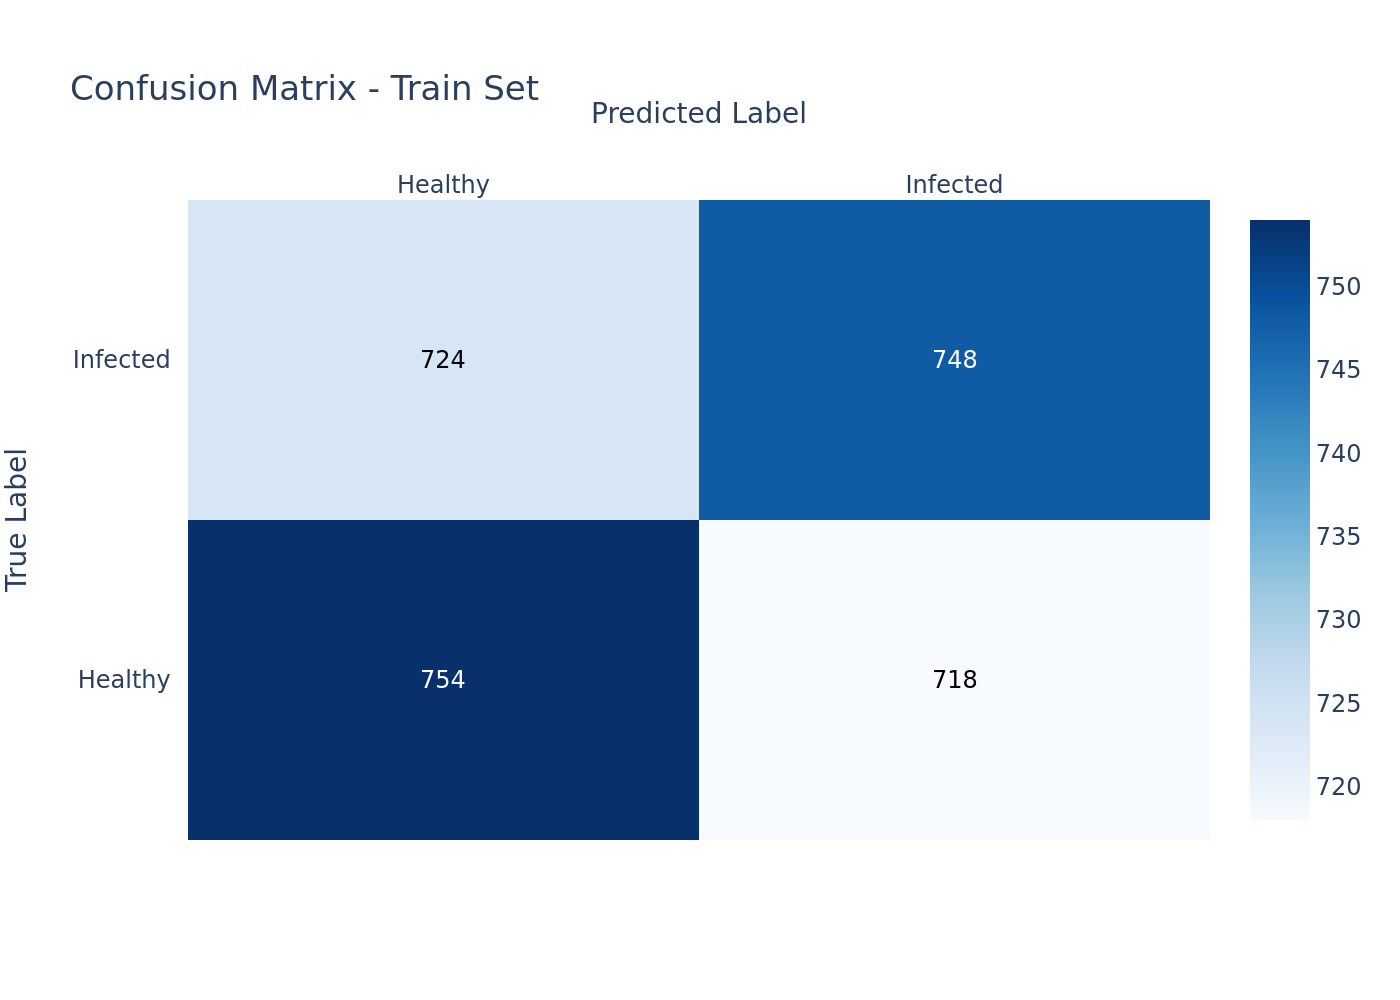 Confusion Matrix - Train Set
Predicted Label
Healthy Infected
Infected 724 748
Healthy 754 718
True Label
750
745
740
735
730
725
720